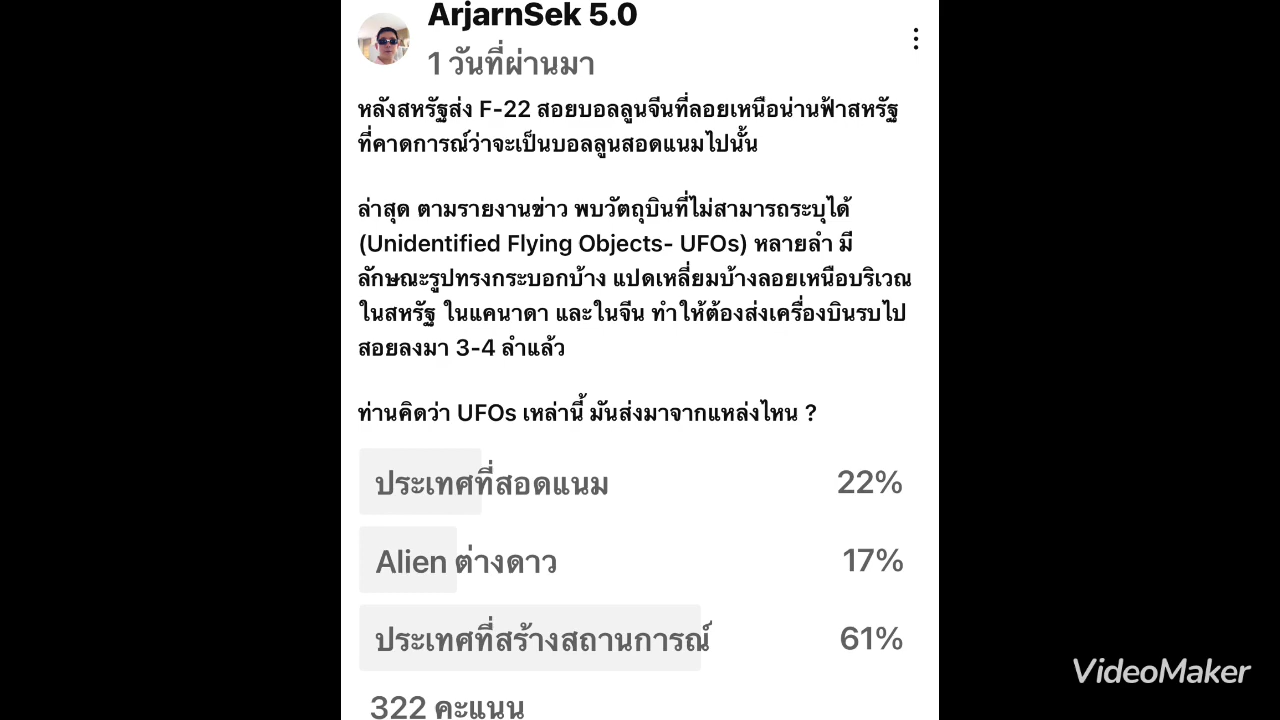 ArjarnSek 5.0
1 วันที่ผ่านมา
หลังสหรัฐส่ง F-22 สอยบอลลูนจีนที่ลอยเหนือน่านฟ้าสหรัฐ
ที่คาดการณ์ว่าจะเป็นบอลลูนสอดแนมไปนั้น
ล่าสุด ตามรายงานข่าว พบวัตถุบินที่ไม่สามารถระบุได้
(Unidentified Flying Objects- UFOs) หลายลำ มี
ลักษณะรูปทรงกระบอกบ้าง แปดเหลี่ยมบ้างลอยเหนือบริเวณ
ในสหรัฐ ในแคนาดา และในจีน ทำให้ต้องส่งเครื่องบินรบไป
สอยลงมา 3-4 ลำแล้ว
ท่านคิดว่า UFOs เหล่านี้ มันส่งมาจากแหล่งไหน ?
ประเทศที่สอดแนม 22%
Alien ต่างดาว 17%
ประเทศที่สร้างสถานการณ์ 61%
322 คะแนน
VideoMaker